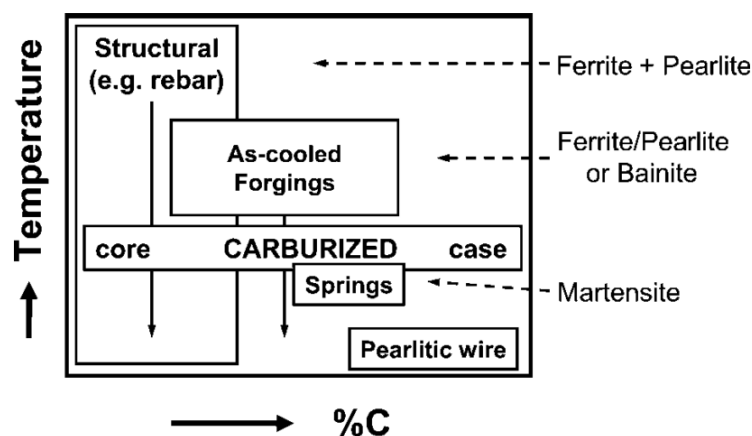 Temperature
Structural
(e.g. rebar)
Ferrite + Pearlite
As-cooled
Forgings
Ferrite/Pearlite
or Bainite
core CARBURIZED case
Springs
Martensite
Pearlitic wire
%C